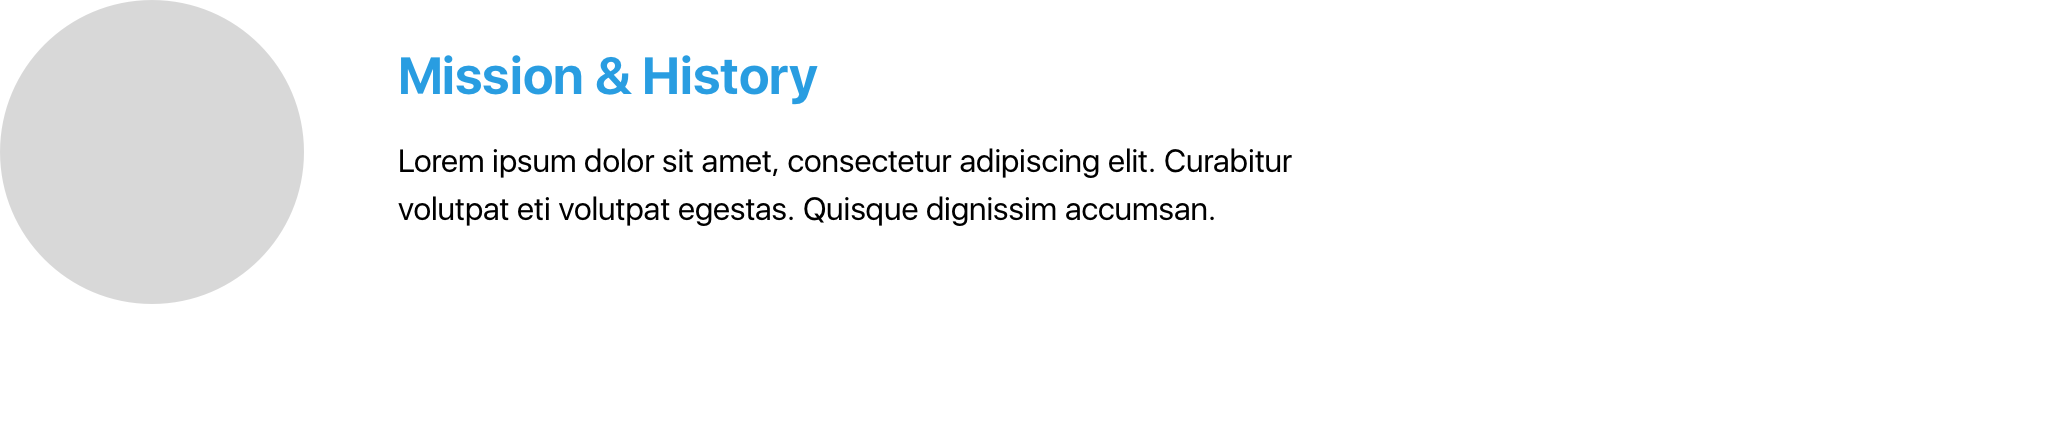 Mission & History
Lorem ipsum dolor sit amet, consectetur adipiscing elit. Curabitur
volutpat eti volutpat egestas. Quisque dignissim accumsan.